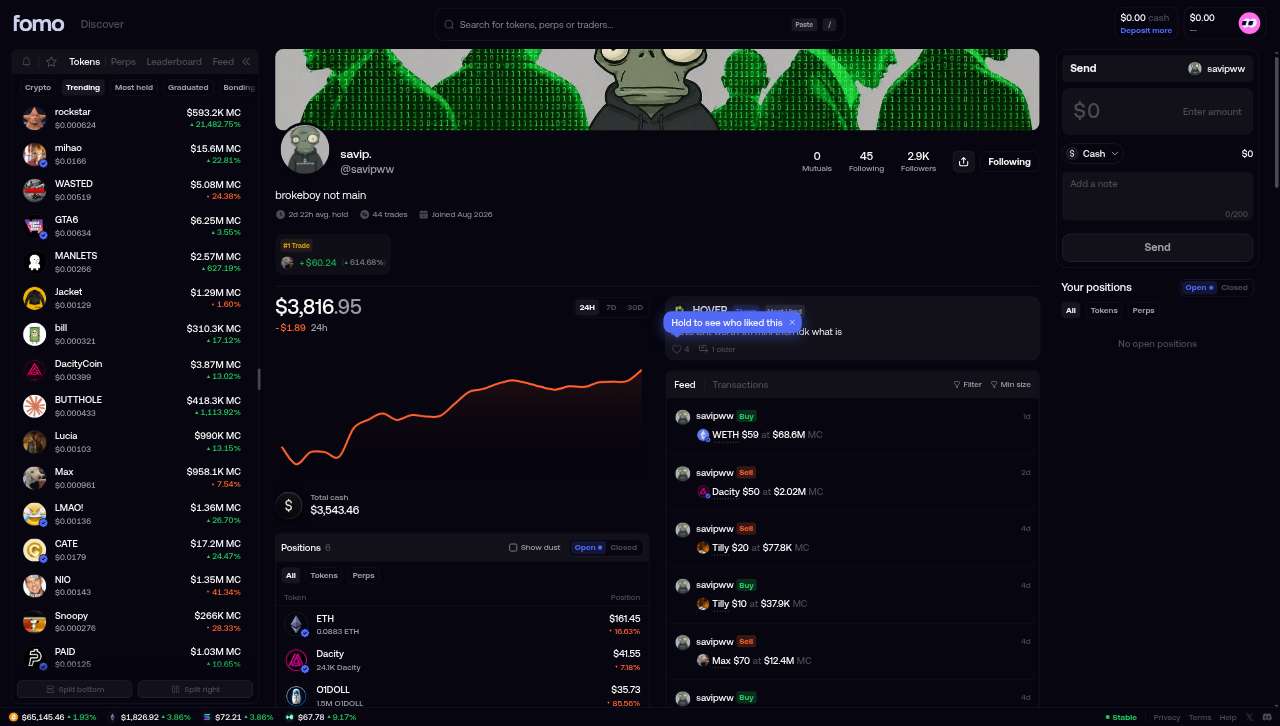 fomo
Discover
Search for tokens, perps or traders...
Paste
/
$0.00 cash
Deposit more
$0.00
—
Tokens Perps Leaderboard Feed
Crypto Trending Most held Graduated Bonding
rockstar $593.2K MC
$0.000624 21,482.75%
mihao $15.6M MC
$0.0166 22.81%
WASTED $5.08M MC
$0.00519 24.38%
GTA6 $6.25M MC
$0.00634 3.55%
MANLETS $2.57M MC
$0.00266 627.19%
Jacket $1.29M MC
$0.00129 1.60%
bill $310.3K MC
$0.000321 17.12%
DacityCoin $3.87M MC
$0.00399 13.02%
BUTTHOLE $418.3K MC
$0.000433 1,113.92%
Lucia $990K MC
$0.00103 13.15%
Max $958.1K MC
$0.000961 7.54%
LMAO! $1.36M MC
$0.00136 26.70%
CATE $17.2M MC
$0.0179 24.47%
NIO $1.35M MC
$0.00143 41.34%
Snoopy $266K MC
$0.000276 28.33%
PAID $1.03M MC
$0.00125 10.65%
Split bottom Split right
savip.
@savipww
0 45 2.9K
Mutuals Following Followers
Following
brokeboy not main
2d 22h avg. hold 44 trades Joined Aug 2026
#1 Trade
+$60.24 614.68%
$3,816.95
24H 7D 30D
-$1.89 24h
Total cash
$3,543.46
Positions 6
Show dust
Open Closed
All Tokens Perps
Token Position
ETH $161.45
0.0883 ETH 16.63%
Dacity $41.55
24.1K Dacity 7.18%
O1DOLL $35.73
1.5M O1DOLL 85.56%
HOVER
Hold to see who liked this ×
idk what is
4 1 older
Feed Transactions
Filter Min size
savipww Buy 1d
WETH $59 at $68.6M MC
savipww Sell 2d
Dacity $50 at $2.02M MC
savipww Sell 4d
Tilly $20 at $77.8K MC
savipww Buy 4d
Tilly $10 at $37.9K MC
savipww Sell 4d
Max $70 at $12.4M MC
savipww Buy 4d
Send savipww
$0 Enter amount
$ Cash $0
Add a note
0/200
Send
Your positions
Open Closed
All Tokens Perps
No open positions
$65,145.46 1.93% $1,826.92 3.86% $72.21 3.86% $67.78 9.17%
Stable Privacy Terms Help